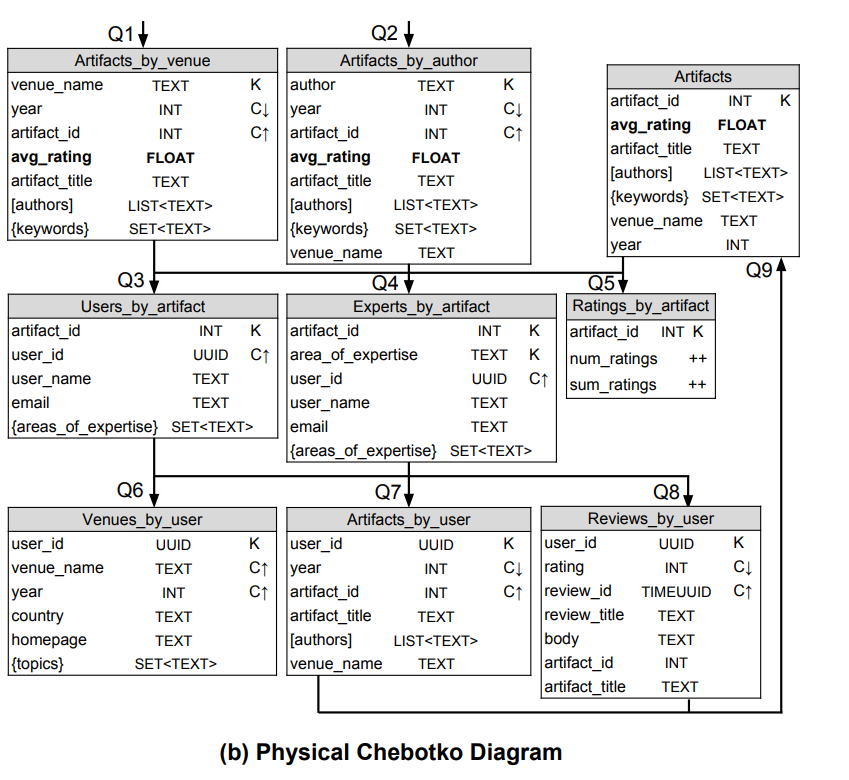 Q1
Artifacts_by_venue
venue_name TEXT K
year INT C↓
artifact_id INT C↑
avg_rating FLOAT
artifact_title TEXT
[authors] LIST<TEXT>
{keywords} SET<TEXT>
Q2
Artifacts_by_author
author TEXT K
year INT C↓
artifact_id INT C↑
avg_rating FLOAT
artifact_title TEXT
[authors] LIST<TEXT>
{keywords} SET<TEXT>
venue_name TEXT
Artifacts
artifact_id INT K
avg_rating FLOAT
artifact_title TEXT
[authors] LIST<TEXT>
{keywords} SET<TEXT>
venue_name TEXT
year INT
Q9
Q3
Users_by_artifact
artifact_id INT K
user_id UUID C↑
user_name TEXT
email TEXT
{areas_of_expertise} SET<TEXT>
Q4
Experts_by_artifact
artifact_id INT K
area_of_expertise TEXT K
user_id UUID C↑
user_name TEXT
email TEXT
{areas_of_expertise} SET<TEXT>
Q5
Ratings_by_artifact
artifact_id INT K
num_ratings ++
sum_ratings ++
Q6
Venues_by_user
user_id UUID K
venue_name TEXT C↑
year INT C↑
country TEXT
homepage TEXT
{topics} SET<TEXT>
Q7
Artifacts_by_user
user_id UUID K
year INT C↓
artifact_id INT C↑
artifact_title TEXT
[authors] LIST<TEXT>
venue_name TEXT
Q8
Reviews_by_user
user_id UUID K
rating INT C↓
review_id TIMEUUID C↑
review_title TEXT
body TEXT
artifact_id INT
artifact_title TEXT
(b) Physical Chebotko Diagram